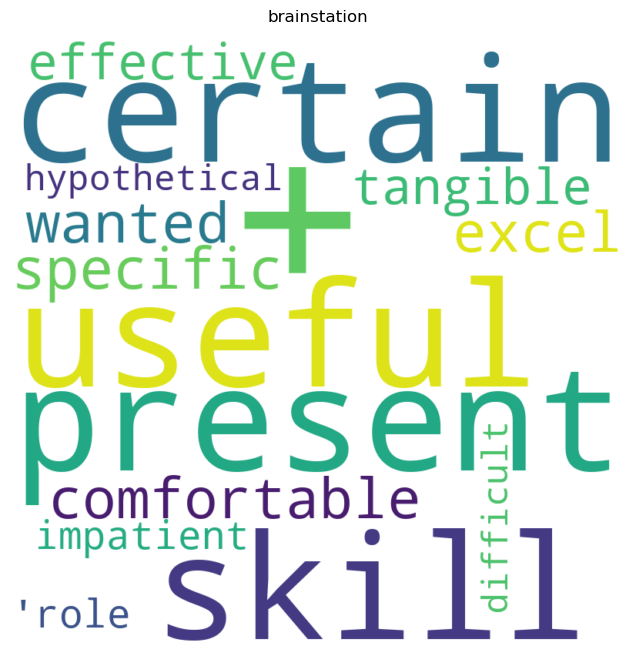 brainstation
effective
certain
hypothetical
tangible
+
wanted
excel
specific
useful
present
comfortable
difficult
impatient
skill
'role